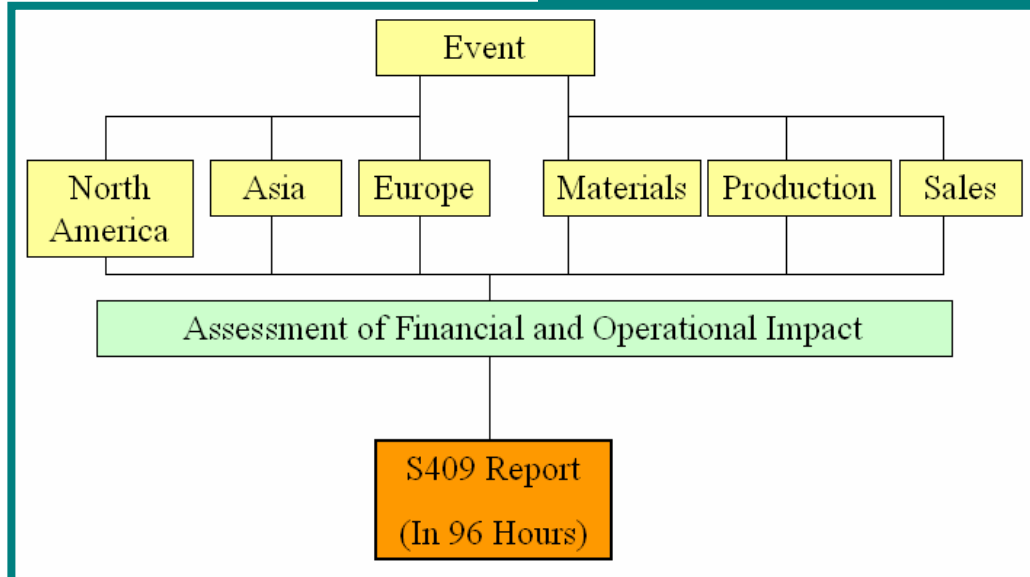 Event
North
America
Asia
Europe
Materials
Production
Sales
Assessment of Financial and Operational Impact
S409 Report
(In 96 Hours)